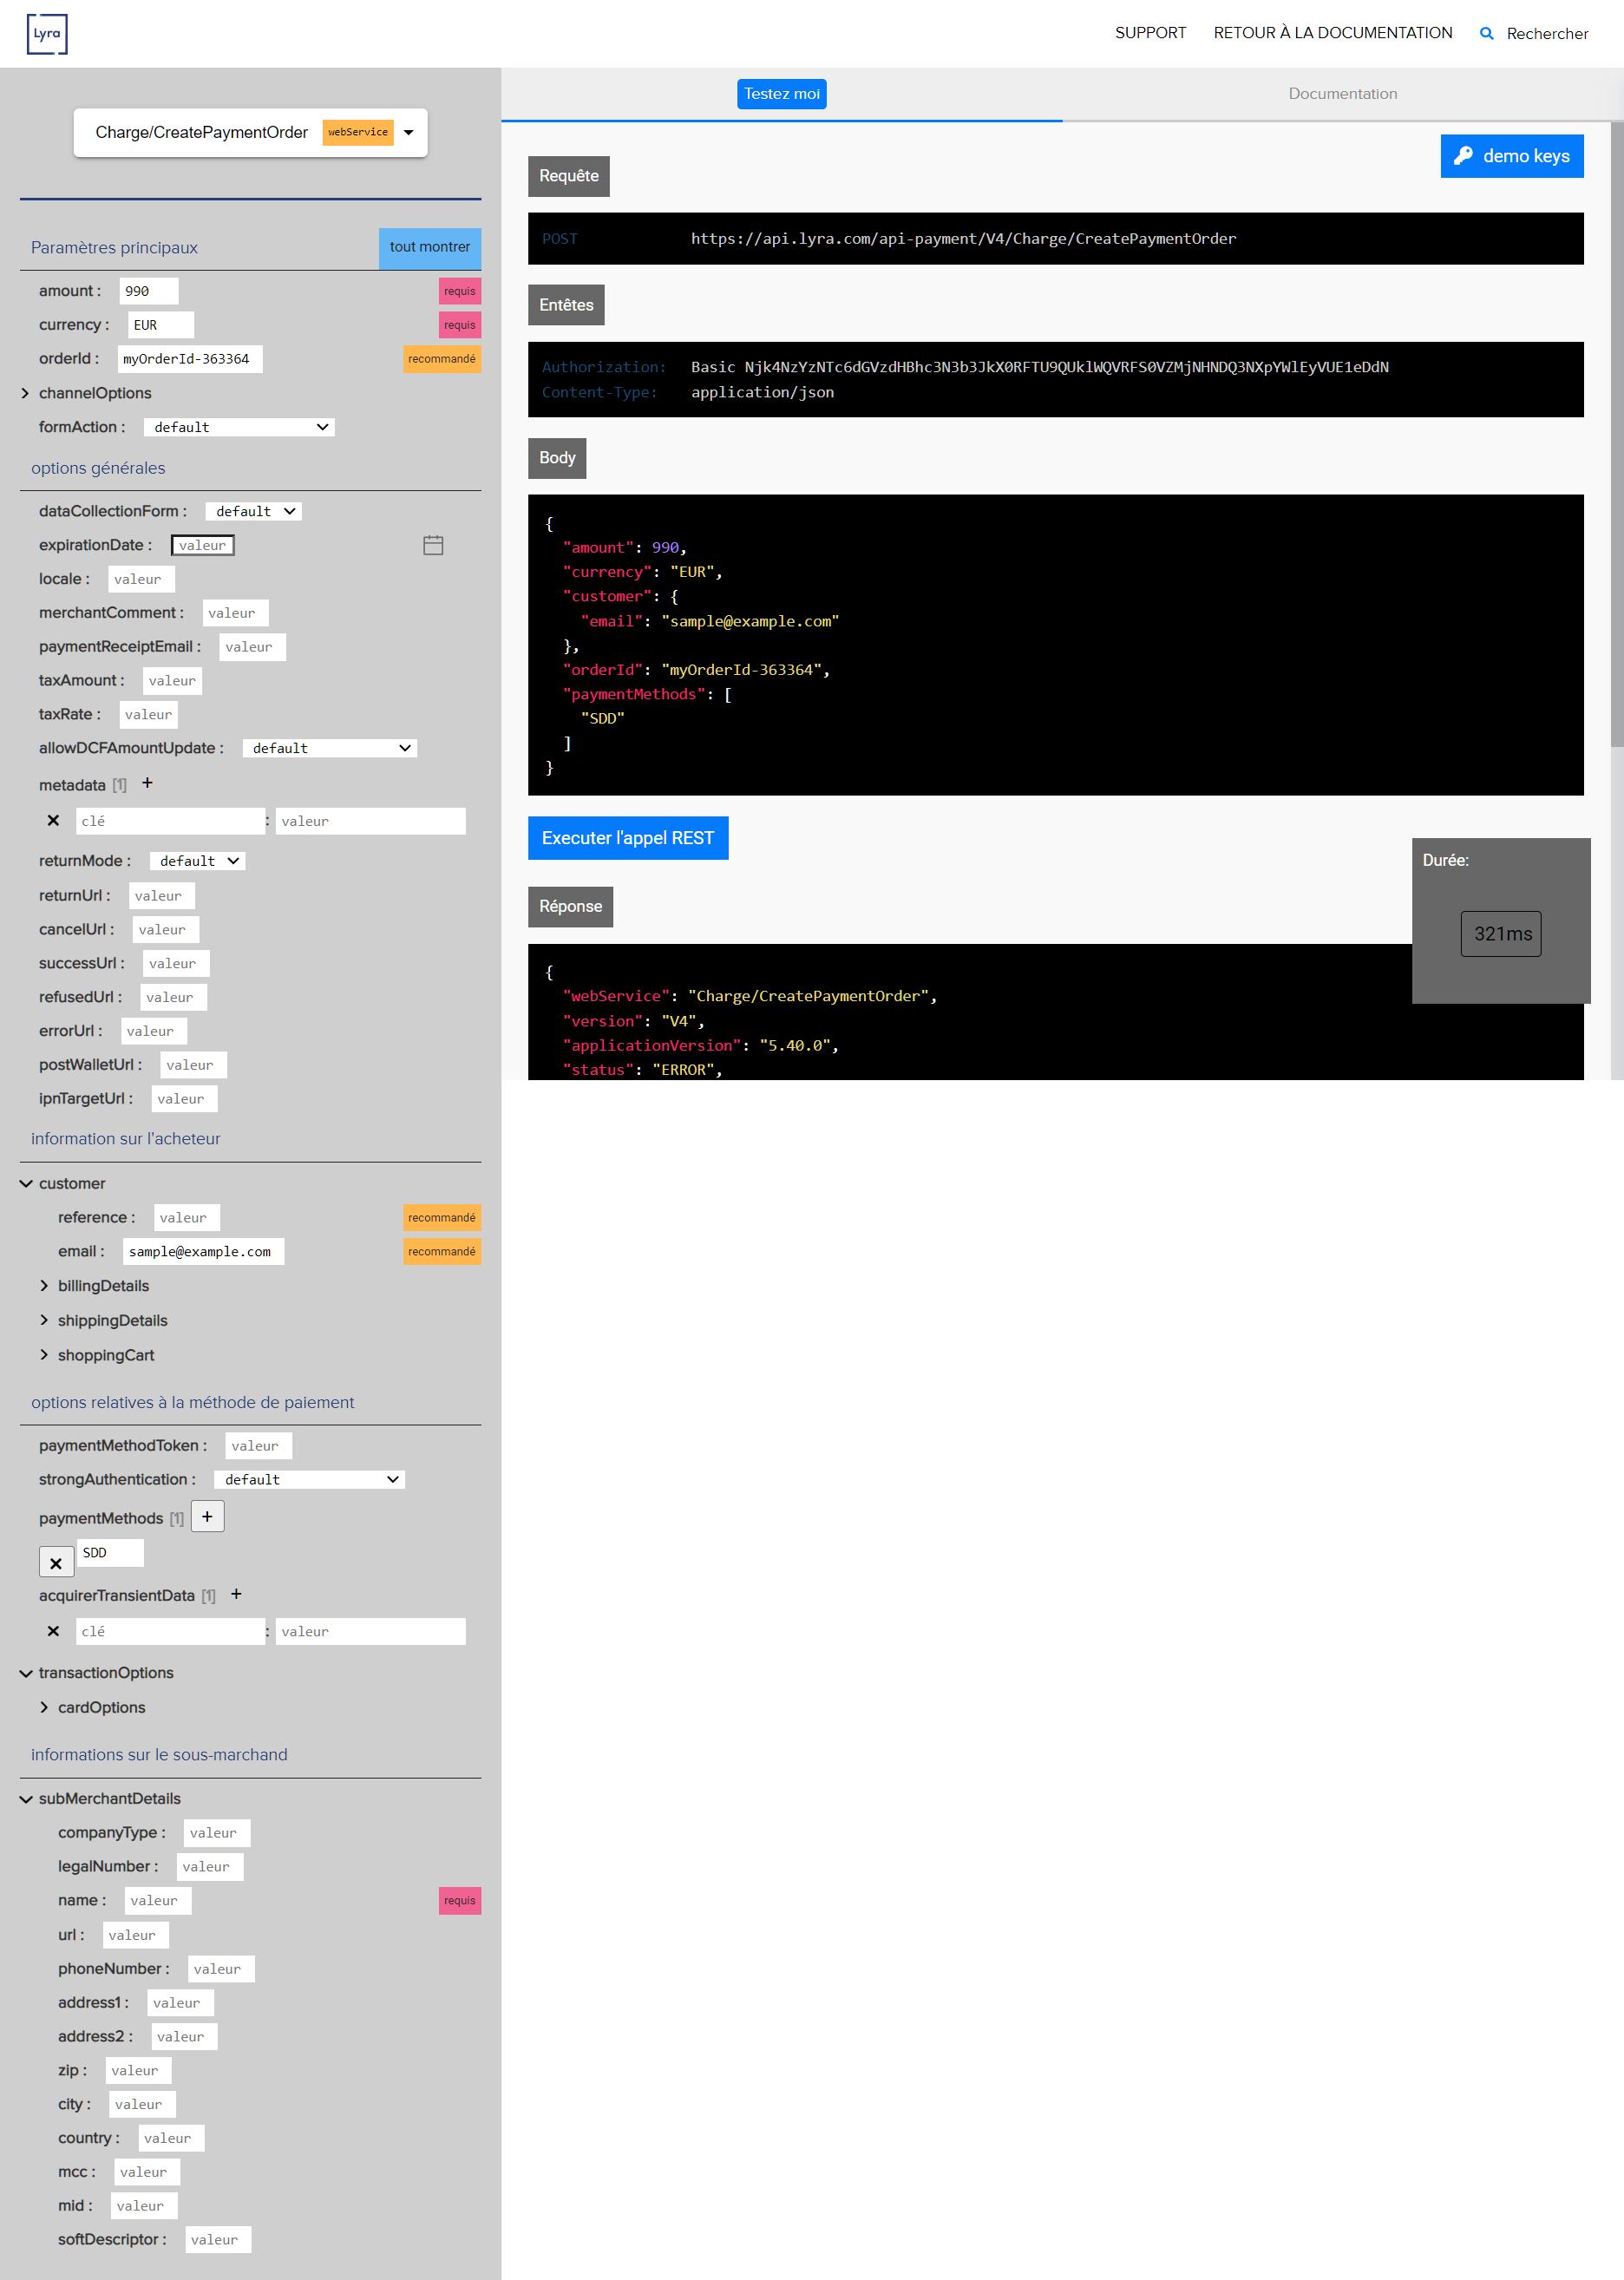 Lyra
SUPPORT RETOUR À LA DOCUMENTATION Rechercher
Charge/CreatePaymentOrder webService
Paramètres principaux tout montrer
amount : 990 requis
currency : EUR requis
orderId : myOrderId-363364 recommandé
channelOptions
formAction : default
options générales
dataCollectionForm : default
expirationDate : valeur
locale : valeur
merchantComment : valeur
paymentReceiptEmail : valeur
taxAmount : valeur
taxRate : valeur
allowDCFAmountUpdate : default
metadata [1] +
clé : valeur
returnMode : default
returnUrl : valeur
cancelUrl : valeur
successUrl : valeur
refusedUrl : valeur
errorUrl : valeur
postWalletUrl : valeur
ipnTargetUrl : valeur
information sur l'acheteur
customer
reference : valeur recommandé
email : sample@example.com recommandé
billingDetails
shippingDetails
shoppingCart
options relatives à la méthode de paiement
paymentMethodToken : valeur
strongAuthentication : default
paymentMethods [1] +
SDD
acquirerTransientData [1] +
clé : valeur
transactionOptions
cardOptions
informations sur le sous-marchand
subMerchantDetails
companyType : valeur
legalNumber : valeur
name : valeur requis
url : valeur
phoneNumber : valeur
address1 : valeur
address2 : valeur
zip : valeur
city : valeur
country : valeur
mcc : valeur
mid : valeur
softDescriptor : valeur
Testez moi Documentation
demo keys
Requête
POST https://api.lyra.com/api-payment/V4/Charge/CreatePaymentOrder
Entêtes
Authorization: Basic Njk4NzYzNTc6dGVzdHBhc3N3b3JkX0RFTU9QUklWQVRFS0VZMjNHNDQ3NXpYWlEyVUE1eDdN
Content-Type: application/json
Body
{
"amount": 990,
"currency": "EUR",
"customer": {
"email": "sample@example.com"
},
"orderId": "myOrderId-363364",
"paymentMethods": [
"SDD"
]
}
Executer l'appel REST
Durée:
321ms
Réponse
{
"webService": "Charge/CreatePaymentOrder",
"version": "V4",
"applicationVersion": "5.40.0",
"status": "ERROR",